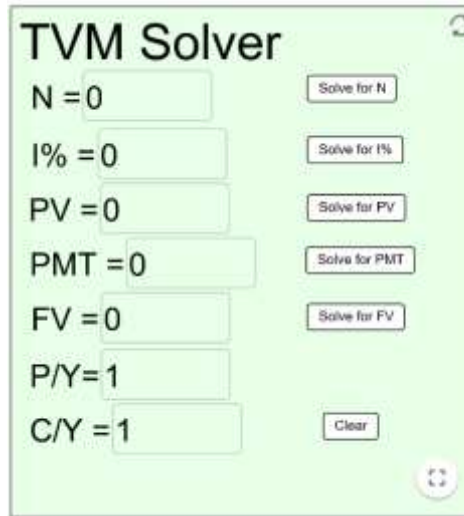 TVM Solver
N = 0 Solve for N
I% = 0 Solve for I%
PV = 0 Solve for PV
PMT = 0 Solve for PMT
FV = 0 Solve for FV
P/Y= 1
C/Y = 1 Clear